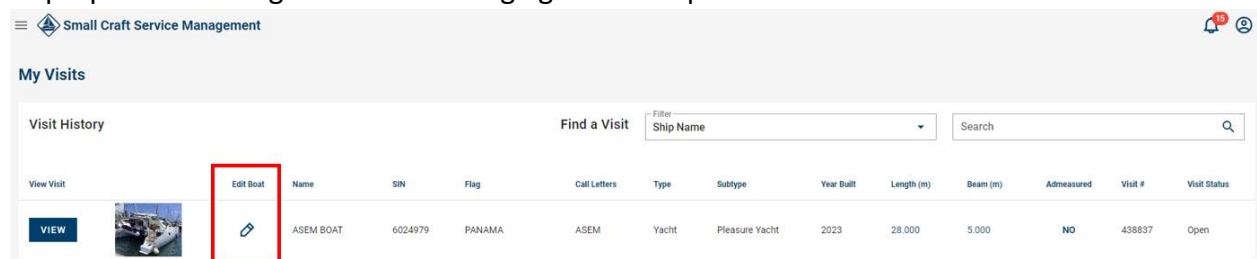 Small Craft Service Management
15
My Visits
Visit History
Find a Visit
Filter
Ship Name
Search
View Visit Edit Boat Name SIN Flag Call Letters Type Subtype Year Built Length (m) Beam (m) Admeasured Visit # Visit Status
VIEW ASEM BOAT 6024979 PANAMA ASEM Yacht Pleasure Yacht 2023 28.000 5.000 NO 438837 Open